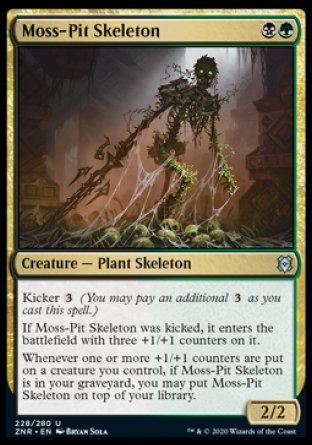 Moss-Pit Skeleton
Creature — Plant Skeleton
Kicker 3 (You may pay an additional 3 as you
cast this spell.)
If Moss-Pit Skeleton was kicked, it enters the
battlefield with three +1/+1 counters on it.
Whenever one or more +1/+1 counters are put
on a creature you control, if Moss-Pit Skeleton
is in your graveyard, you may put Moss-Pit
Skeleton on top of your library.
2/2
228/280 U
ZNR • EN BRYAN SOLA
™ & © 2020 Wizards of the Coast